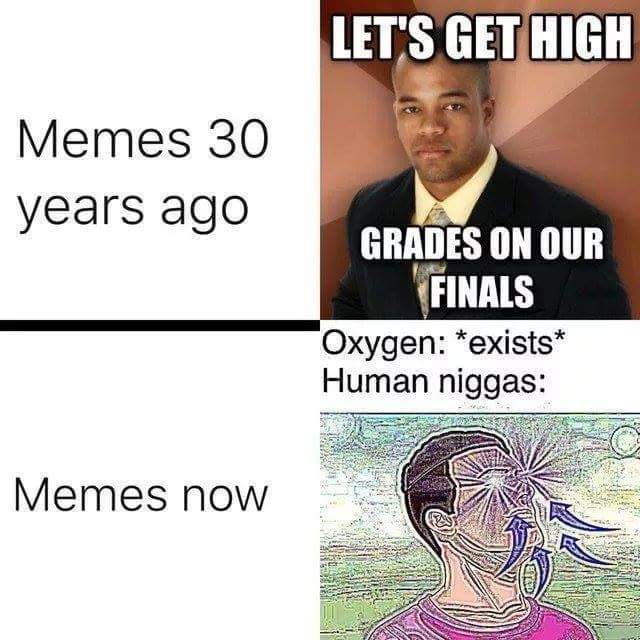 Memes 30
years ago
LET'S GET HIGH
GRADES ON OUR
FINALS
Oxygen: *exists*
Human niggas:
Memes now